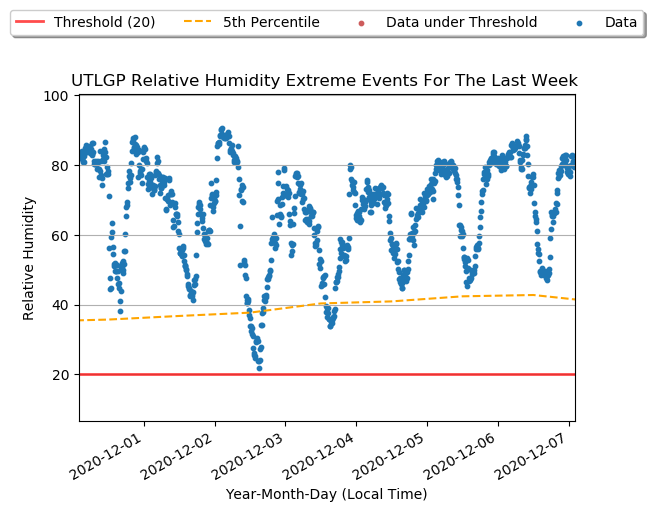 Threshold (20) 5th Percentile Data under Threshold Data
UTLGP Relative Humidity Extreme Events For The Last Week
100
80
60
40
20
Relative Humidity
2020-12-01 2020-12-02 2020-12-03 2020-12-04 2020-12-05 2020-12-06 2020-12-07
Year-Month-Day (Local Time)